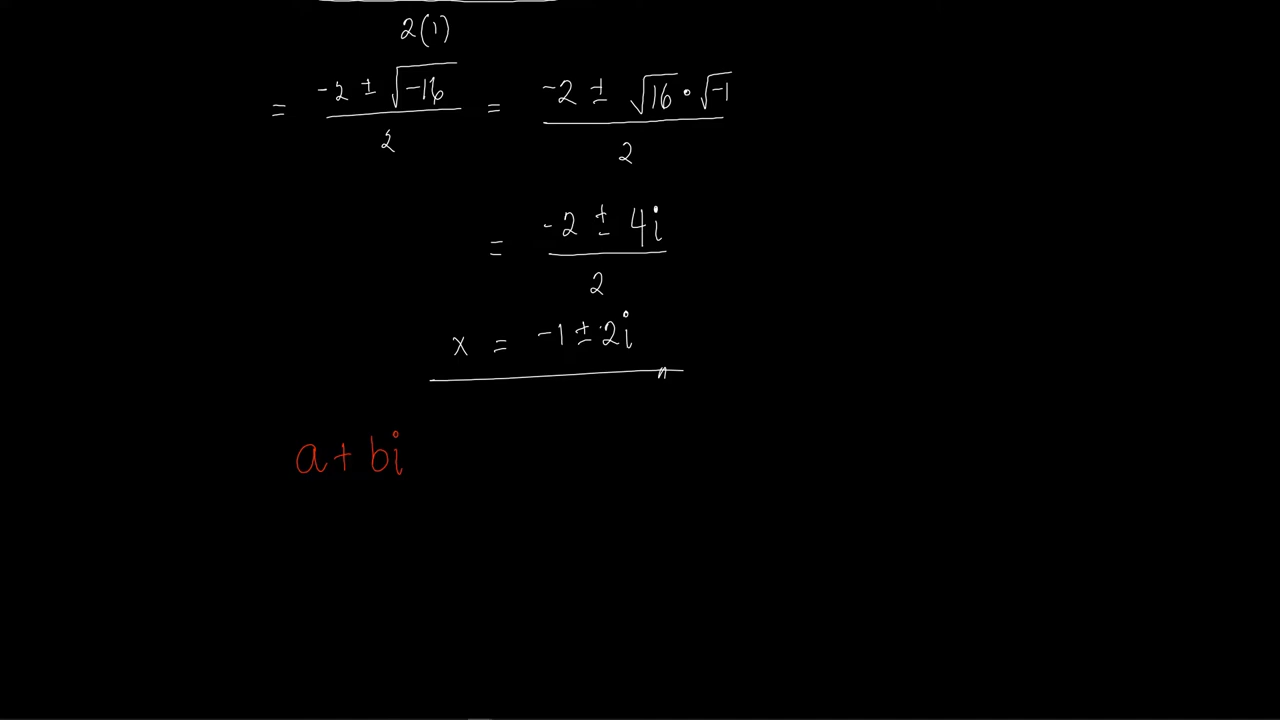 2(1)
= (-2 ± √-16)/2 = (-2 ± √16 · √-1)/2
= (-2 ± 4i)/2
x = -1 ± 2i
a + bi